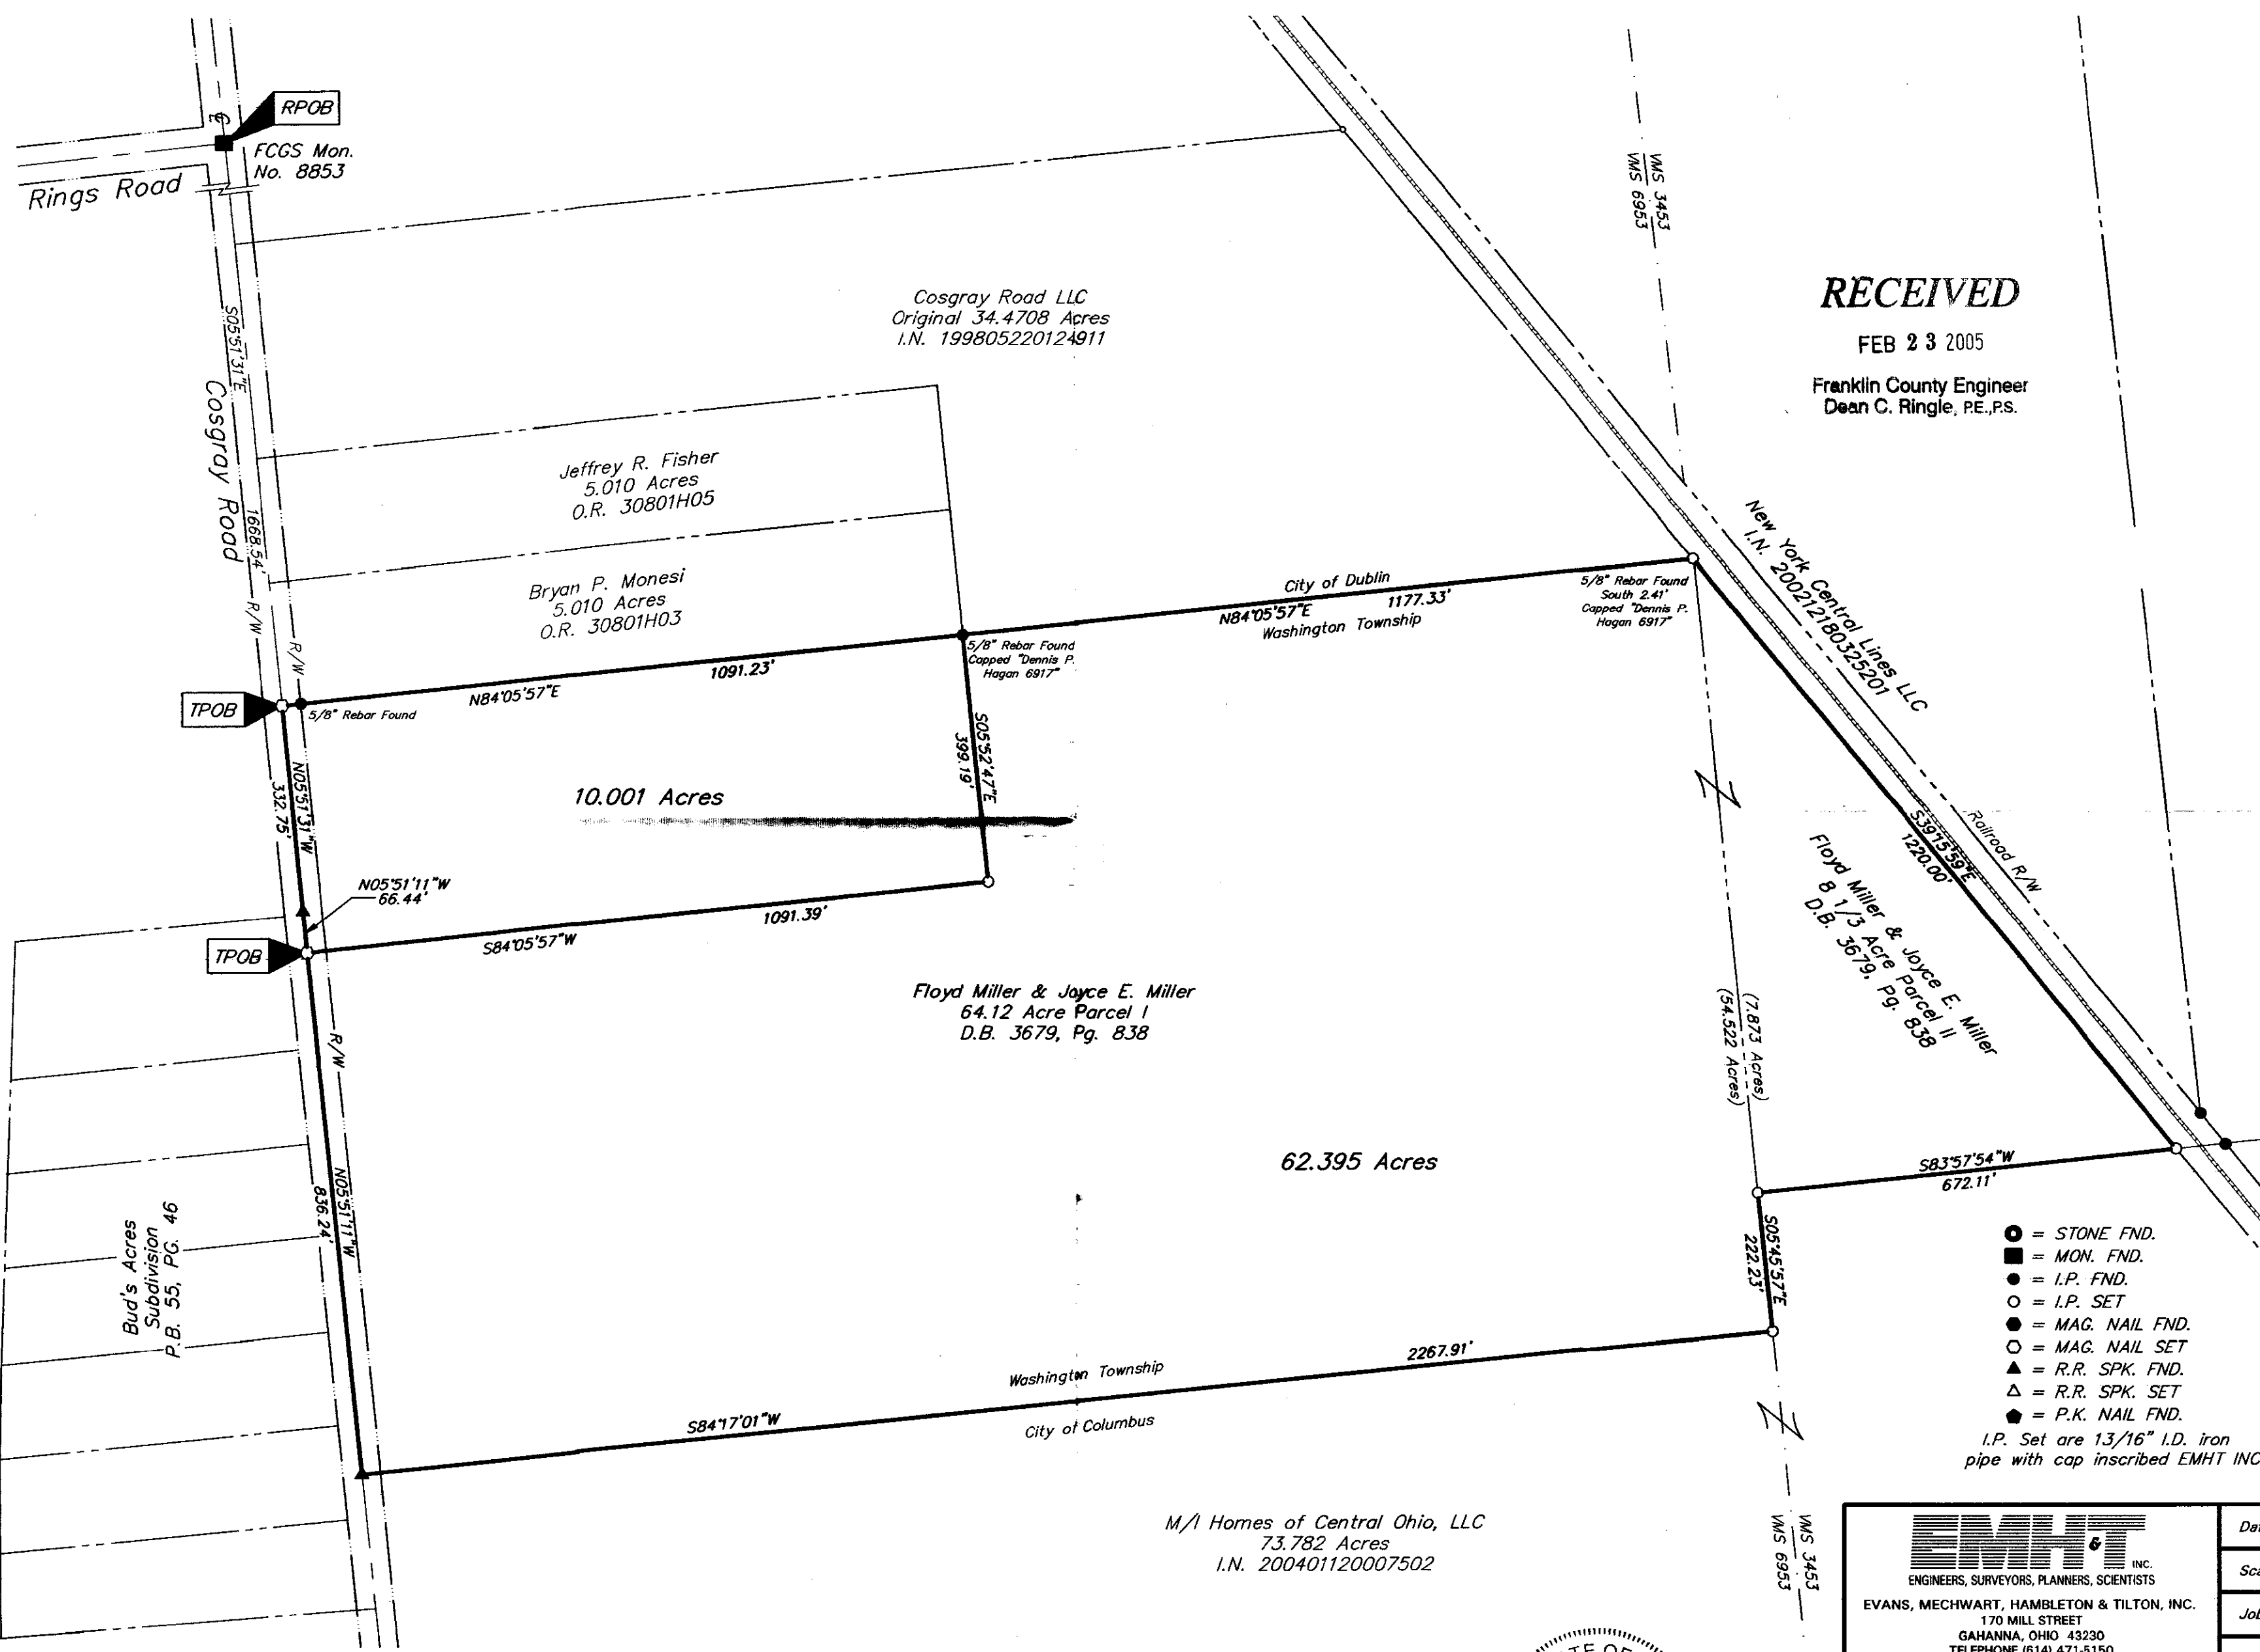 RPOB
℄
FCGS Mon.
No. 8853
Rings Road
S05°51'31"E
1668.54'
Cosgray Road
R/W
R/W
VMS 3453
VMS 6953
Cosgray Road LLC
Original 34.4708 Acres
I.N. 199805220124911
RECEIVED
FEB 23 2005
Franklin County Engineer
Dean C. Ringle, P.E.,P.S.
Jeffrey R. Fisher
5.010 Acres
O.R. 30801H05
Bryan P. Monesi
5.010 Acres
O.R. 30801H03
New York Central Lines LLC
I.N. 200212180325201
City of Dublin
N84°05'57"E 1177.33'
Washington Township
5/8" Rebar Found
South 2.41'
Capped "Dennis P.
Hagan 6917"
5/8" Rebar Found
Capped "Dennis P.
Hagan 6917"
1091.23'
N84°05'57"E
TPOB
5/8" Rebar Found
S05°52'47"E
399.19'
N05°51'31"W
332.75'
10.001 Acres
N05°51'11"W
66.44'
1091.39'
S84°05'57"W
TPOB
Railroad R/W
S39°15'59"E
1220.00'
Floyd Miller & Joyce E. Miller
8 1/3 Acre Parcel II
D.B. 3679, Pg. 838
Floyd Miller & Joyce E. Miller
64.12 Acre Parcel I
D.B. 3679, Pg. 838
(7.873 Acres)
(54.522 Acres)
R/W
62.395 Acres
S83°57'54"W
672.11'
N05°51'11"W
836.24'
Bud's Acres
Subdivision
P.B. 55, PG. 46
S05°45'57"E
222.23'
2267.91'
Washington Township
S84°17'01"W
City of Columbus
= STONE FND.
= MON. FND.
= I.P. FND.
= I.P. SET
= MAG. NAIL FND.
= MAG. NAIL SET
= R.R. SPK. FND.
= R.R. SPK. SET
= P.K. NAIL FND.
I.P. Set are 13/16" I.D. iron
pipe with cap inscribed EMHT INC
M/I Homes of Central Ohio, LLC
73.782 Acres
I.N. 200401120007502
VMS 3453
VMS 6953
EMH&T INC.
ENGINEERS, SURVEYORS, PLANNERS, SCIENTISTS
EVANS, MECHWART, HAMBLETON & TILTON, INC.
170 MILL STREET
GAHANNA, OHIO 43230
TELEPHONE (614) 471-5150